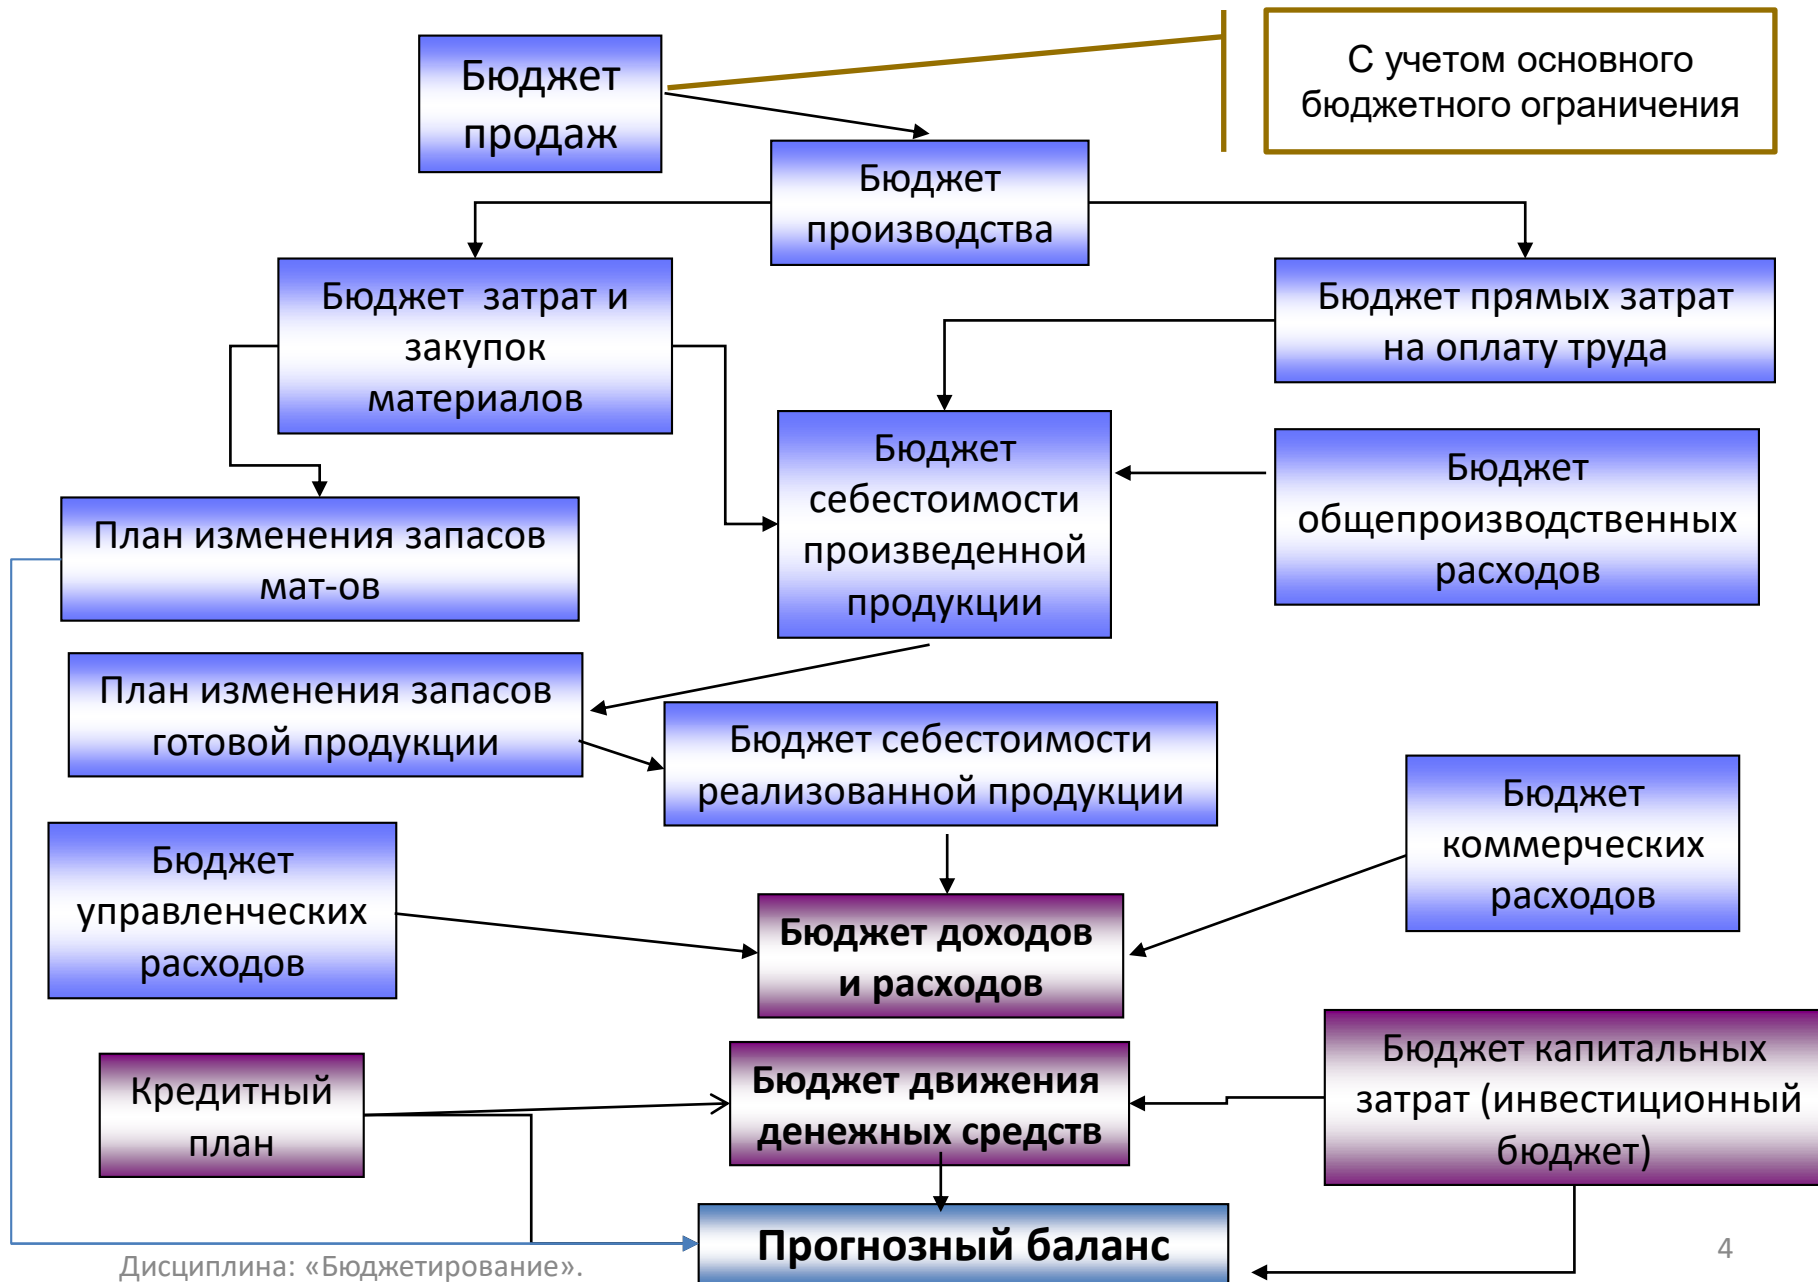 Бюджет
продаж
С учетом основного
бюджетного ограничения
Бюджет
производства
Бюджет затрат и
закупок
материалов
Бюджет прямых затрат
на оплату труда
Бюджет
себестоимости
произведенной
продукции
Бюджет
общепроизводственных
расходов
План изменения запасов
мат-ов
План изменения запасов
готовой продукции
Бюджет себестоимости
реализованной продукции
Бюджет
коммерческих
расходов
Бюджет
управленческих
расходов
Бюджет доходов
и расходов
Кредитный
план
Бюджет движения
денежных средств
Бюджет капитальных
затрат (инвестиционный
бюджет)
Прогнозный баланс
Дисциплина: «Бюджетирование».
4